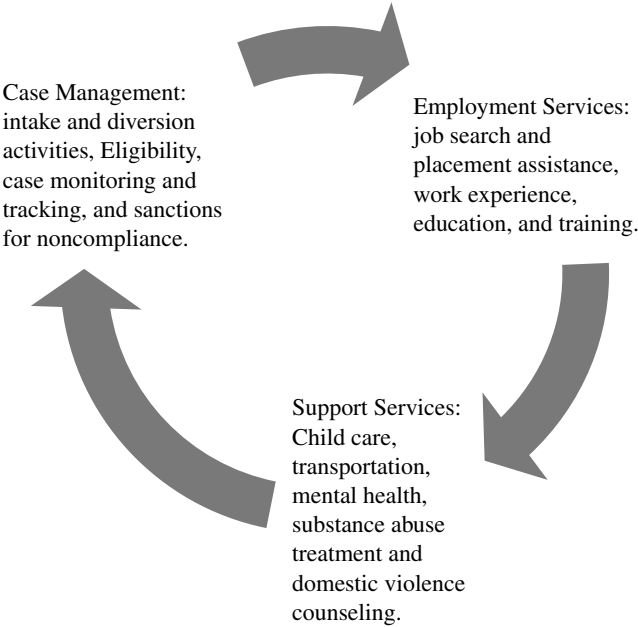 Case Management:
intake and diversion
activities, Eligibility,
case monitoring and
tracking, and sanctions
for noncompliance.
Employment Services:
job search and
placement assistance,
work experience,
education, and training.
Support Services:
Child care,
transportation,
mental health,
substance abuse
treatment and
domestic violence
counseling.